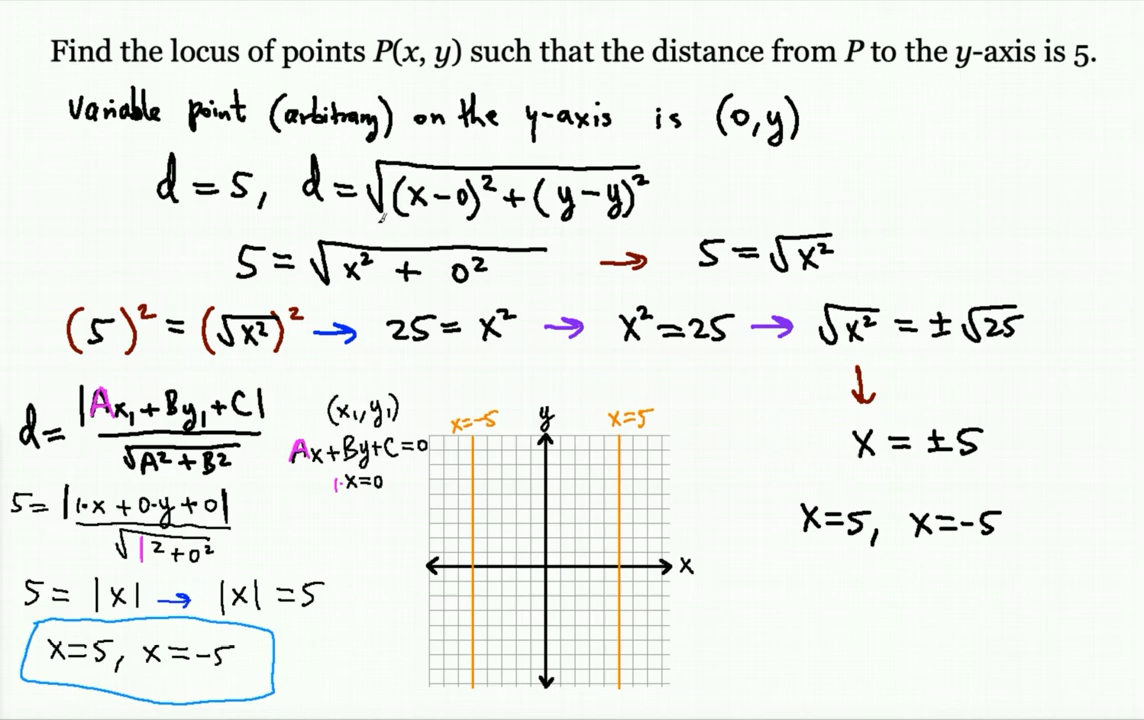 Find the locus of points P(x, y) such that the distance from P to the y-axis is 5.
Variable point (arbitrary) on the y-axis is (0,y)
d = 5, d = √(x-0)² + (y-y)²
5 = √x² + 0² → 5 = √x²
(5)² = (√x²)² → 25 = x² → x² = 25 → √x² = ±√25
↓
x = ±5
x=5, x=-5
d = |Ax₁ + By₁ + C| / √A² + B²
(x₁, y₁)
Ax+By+C=0
1·x=0
5 = |1·x + 0·y + 0| / √1² + 0²
5 = |x| → |x| = 5
x=5, x=-5
x=-5 y x=5
x